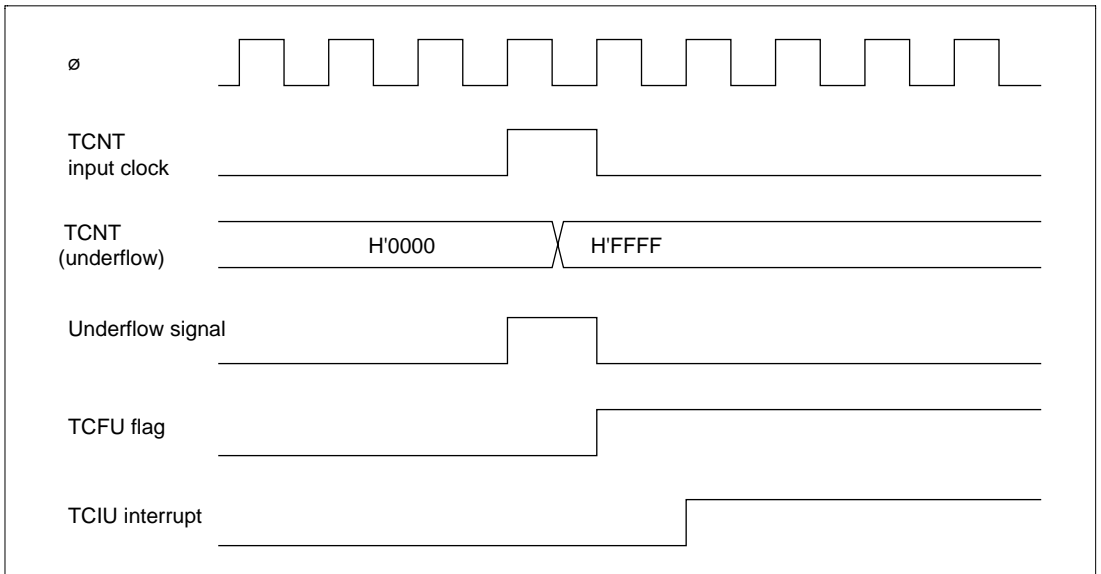 ø
TCNT
input clock
TCNT
(underflow)
H'0000
H'FFFF
Underflow signal
TCFU flag
TCIU interrupt